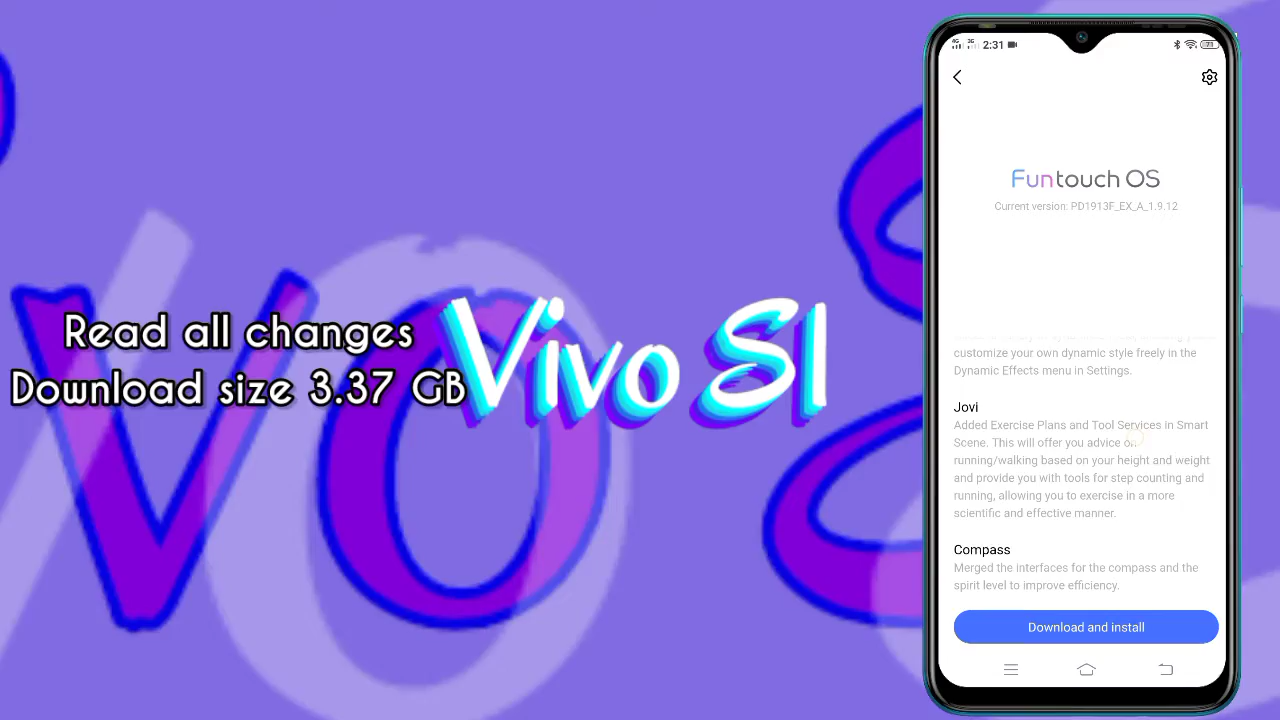 Read all changes
Download size 3.37 GB
Vivo S1
2:31
Funtouch OS
Current version: PD1913F_EX_A_1.9.12
customize your own dynamic style freely in the
Dynamic Effects menu in Settings.
Jovi
Added Exercise Plans and Tool Services in Smart
Scene. This will offer you advice on
running/walking based on your height and weight
and provide you with tools for step counting and
running, allowing you to exercise in a more
scientific and effective manner.
Compass
Merged the interfaces for the compass and the
spirit level to improve efficiency.
Download and install